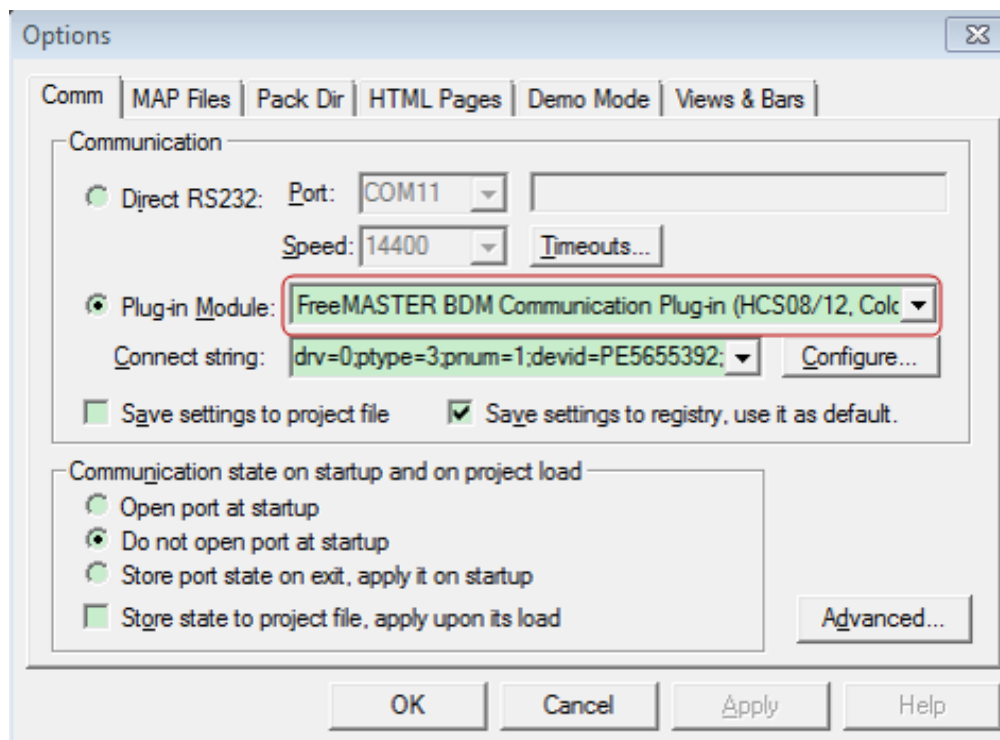 Options
Comm MAP Files Pack Dir HTML Pages Demo Mode Views & Bars
Communication
Direct RS232: Port: COM11
Speed: 14400 Timeouts...
Plug-in Module: FreeMASTER BDM Communication Plug-in (HCS08/12, Colc
Connect string: drv=0;ptype=3;pnum=1;devid=PE5655392; Configure...
Save settings to project file Save settings to registry, use it as default.
Communication state on startup and on project load
Open port at startup
Do not open port at startup
Store port state on exit, apply it on startup
Store state to project file, apply upon its load Advanced...
OK Cancel Apply Help